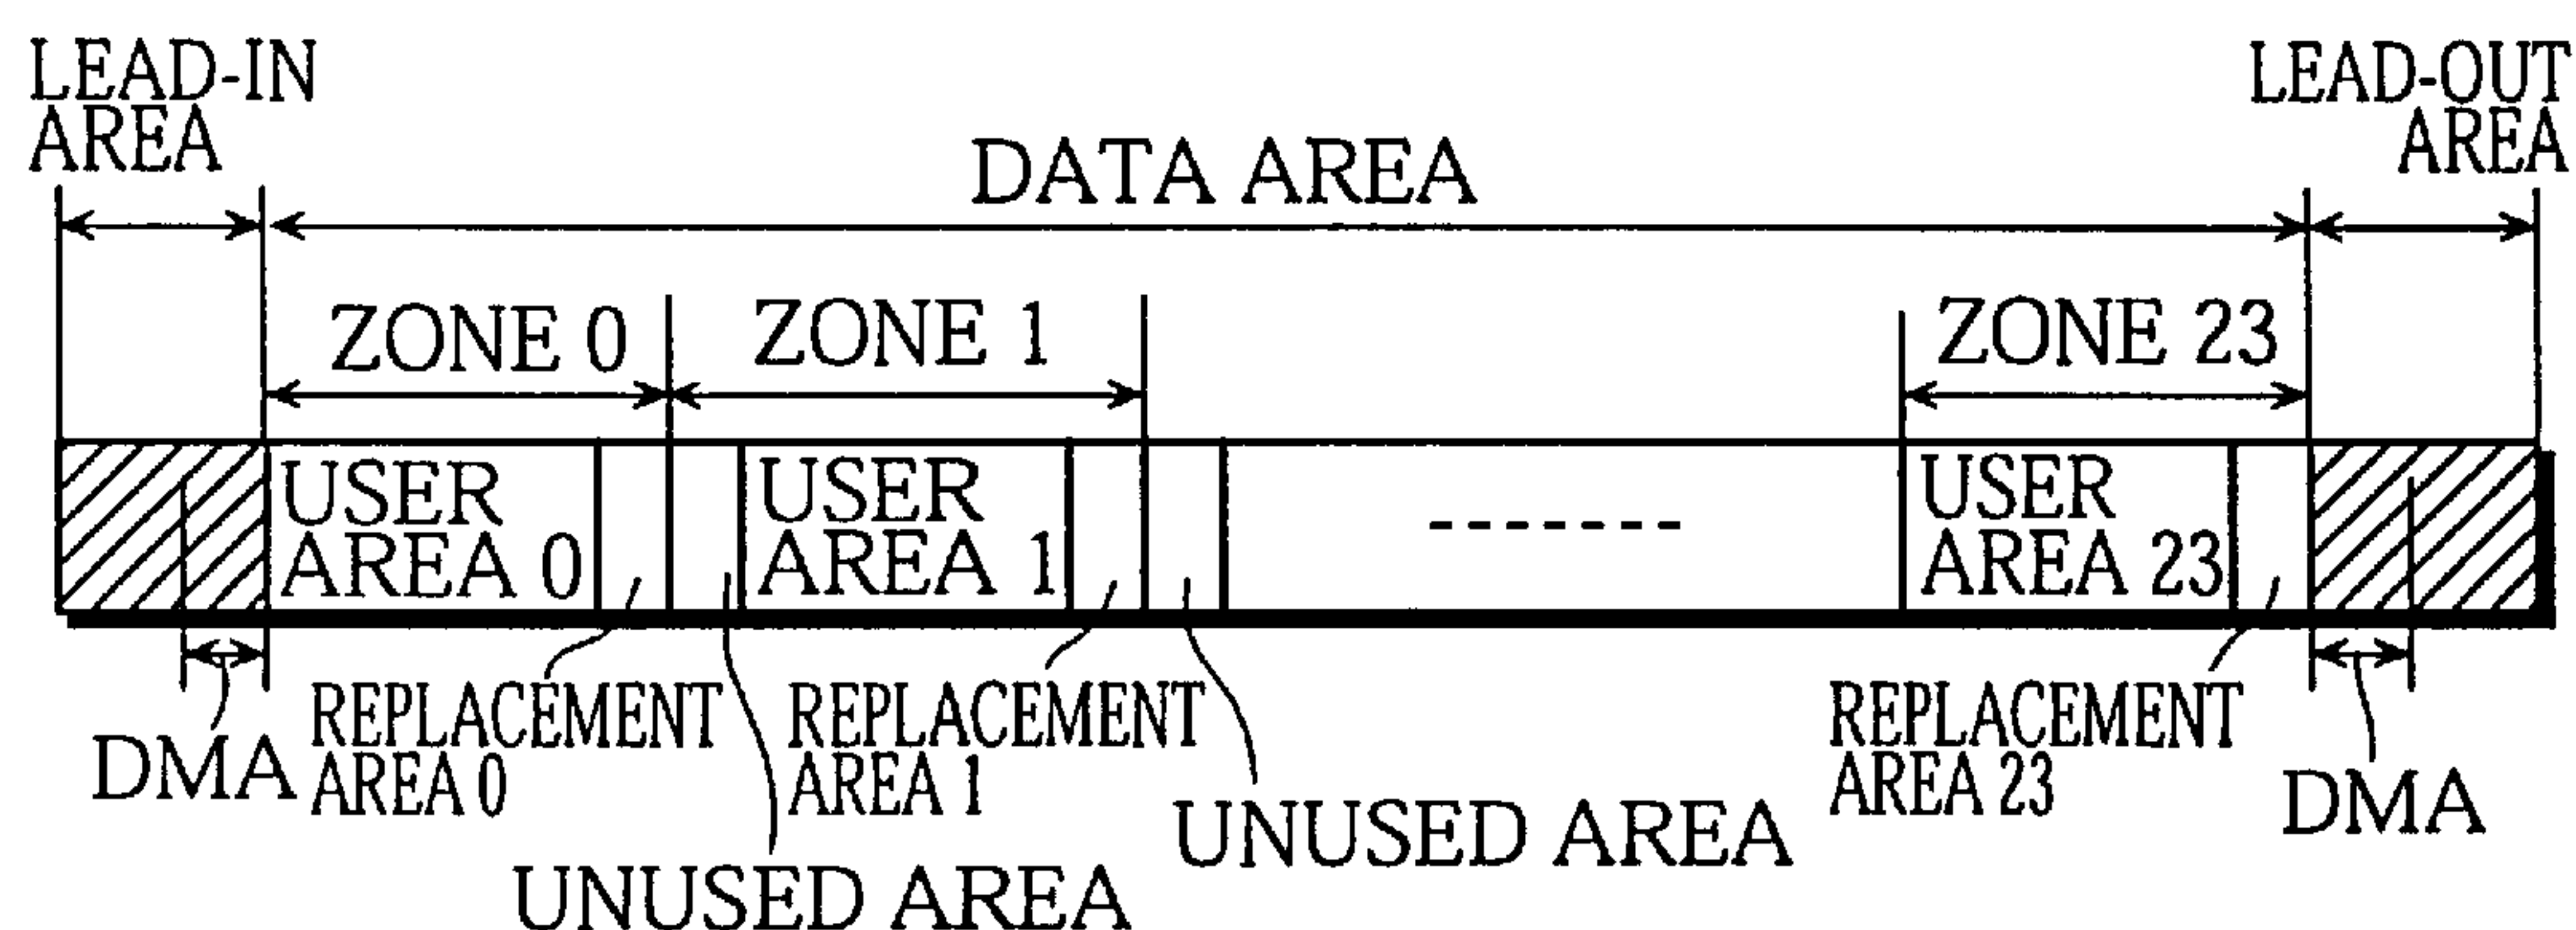 LEAD-IN
AREA
DATA AREA
LEAD-OUT
AREA
ZONE 0
ZONE 1
ZONE 23
USER
AREA 0
USER
AREA 1
-------
USER
AREA 23
DMA
REPLACEMENT
AREA 0
UNUSED AREA
REPLACEMENT
AREA 1
UNUSED AREA
REPLACEMENT
AREA 23
DMA